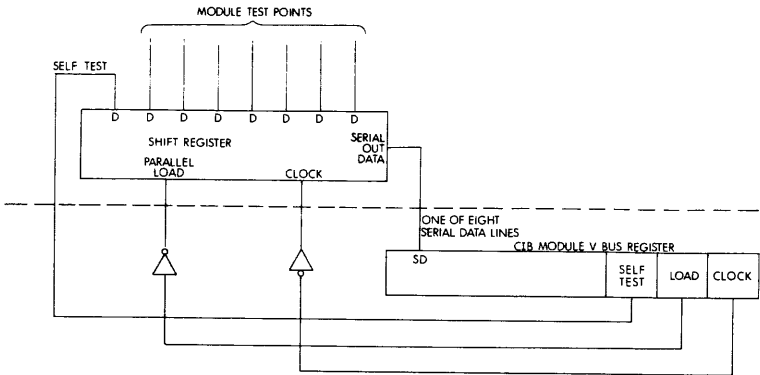 MODULE TEST POINTS
SELF TEST
D D D D D D D D
SHIFT REGISTER
SERIAL
OUT
DATA
PARALLEL
LOAD
CLOCK
ONE OF EIGHT
SERIAL DATA LINES
CIB MODULE V BUS REGISTER
SD
SELF
TEST
LOAD
CLOCK